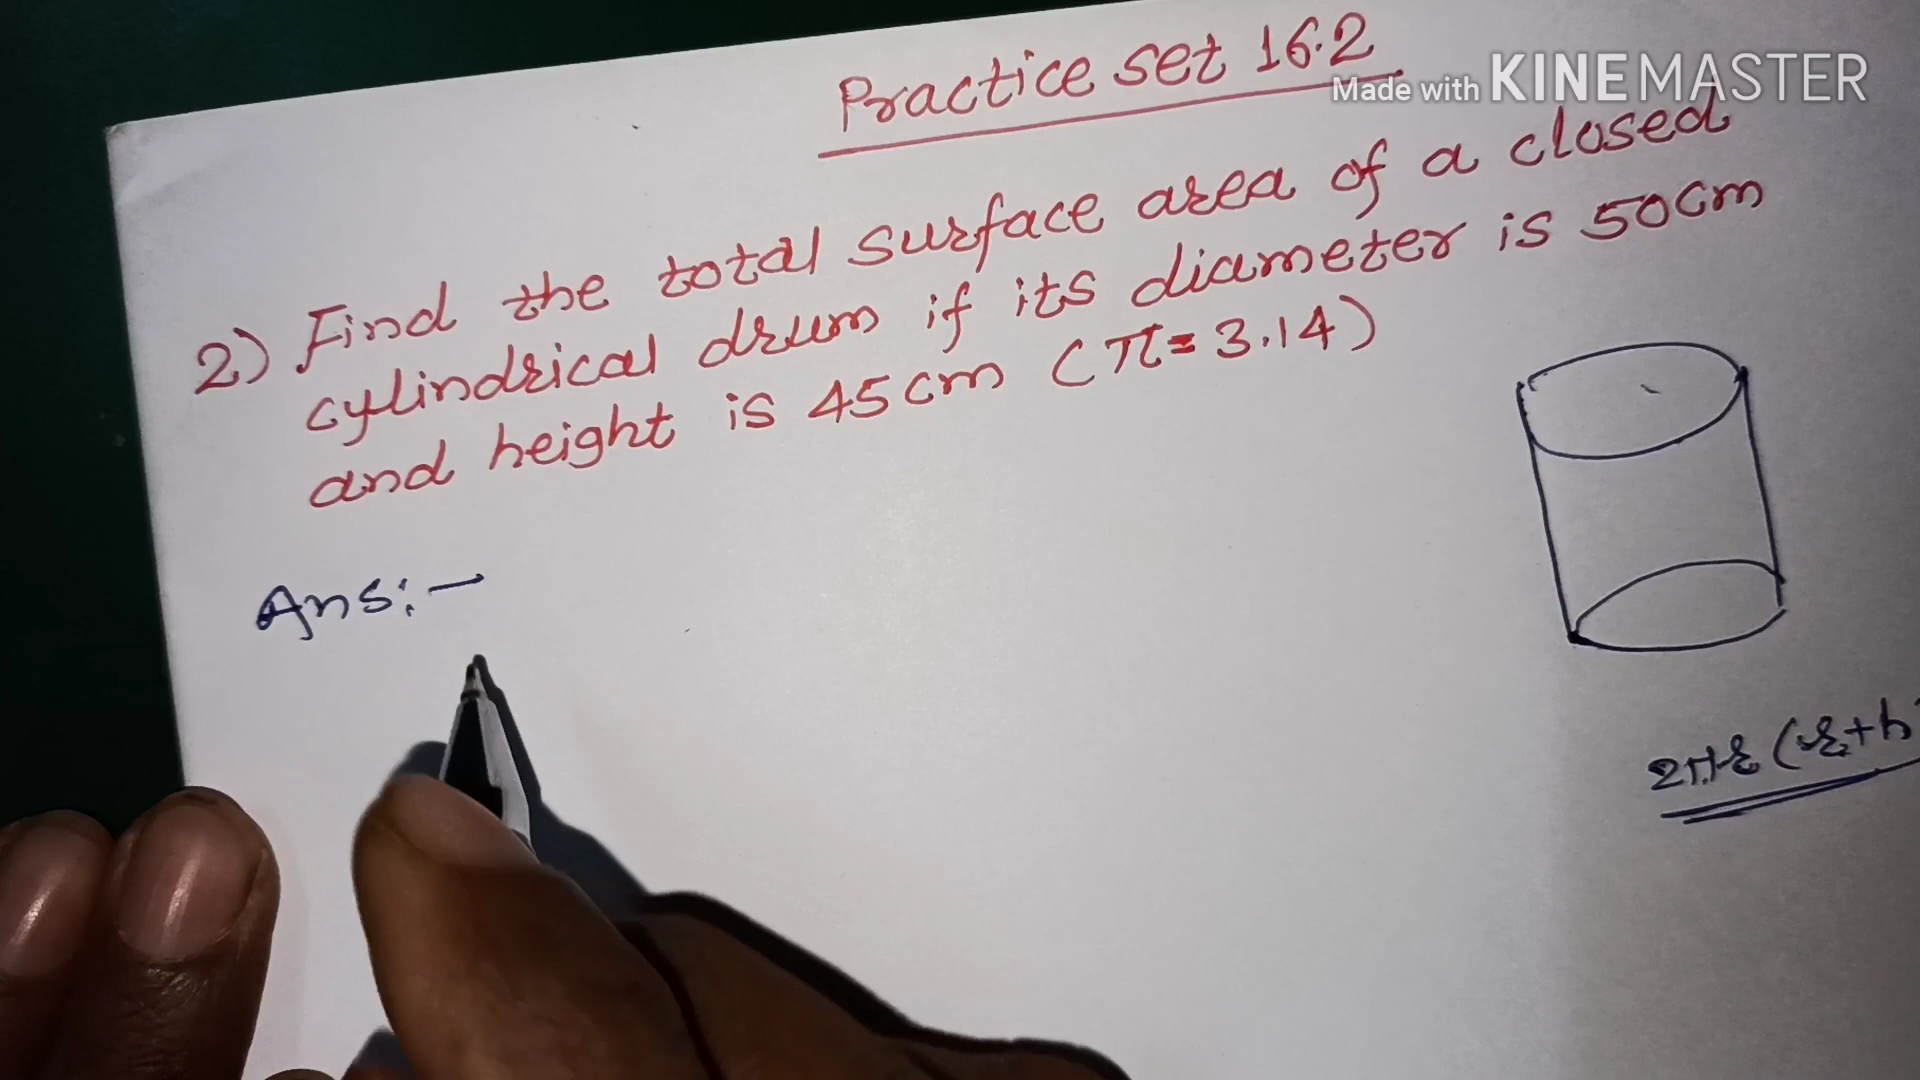 Practice set 16.2
Made with KINEMASTER
2) Find the total surface area of a closed
cylindrical drum if its diameter is 50cm
and height is 45cm (π=3.14)
Ans:-
2πr(r+h